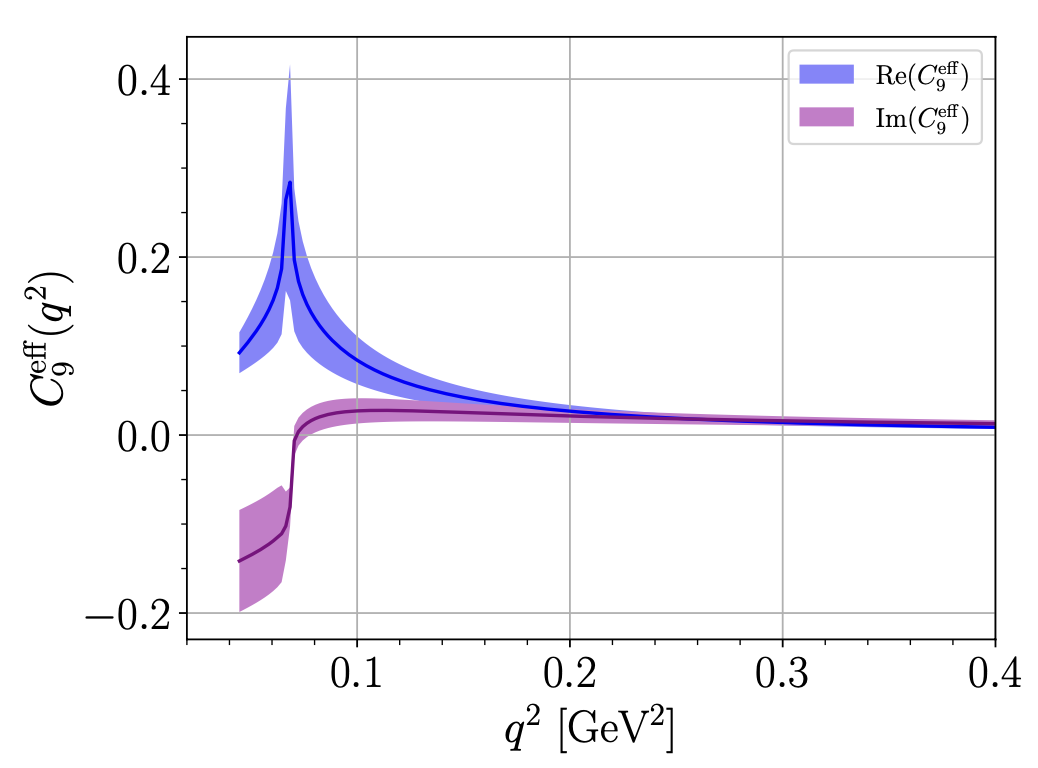 0.4
0.2
0.0
−0.2
C₉ᵉᶠᶠ(q²)
Re(C₉ᵉᶠᶠ)
Im(C₉ᵉᶠᶠ)
0.1 0.2 0.3 0.4
q² [GeV²]